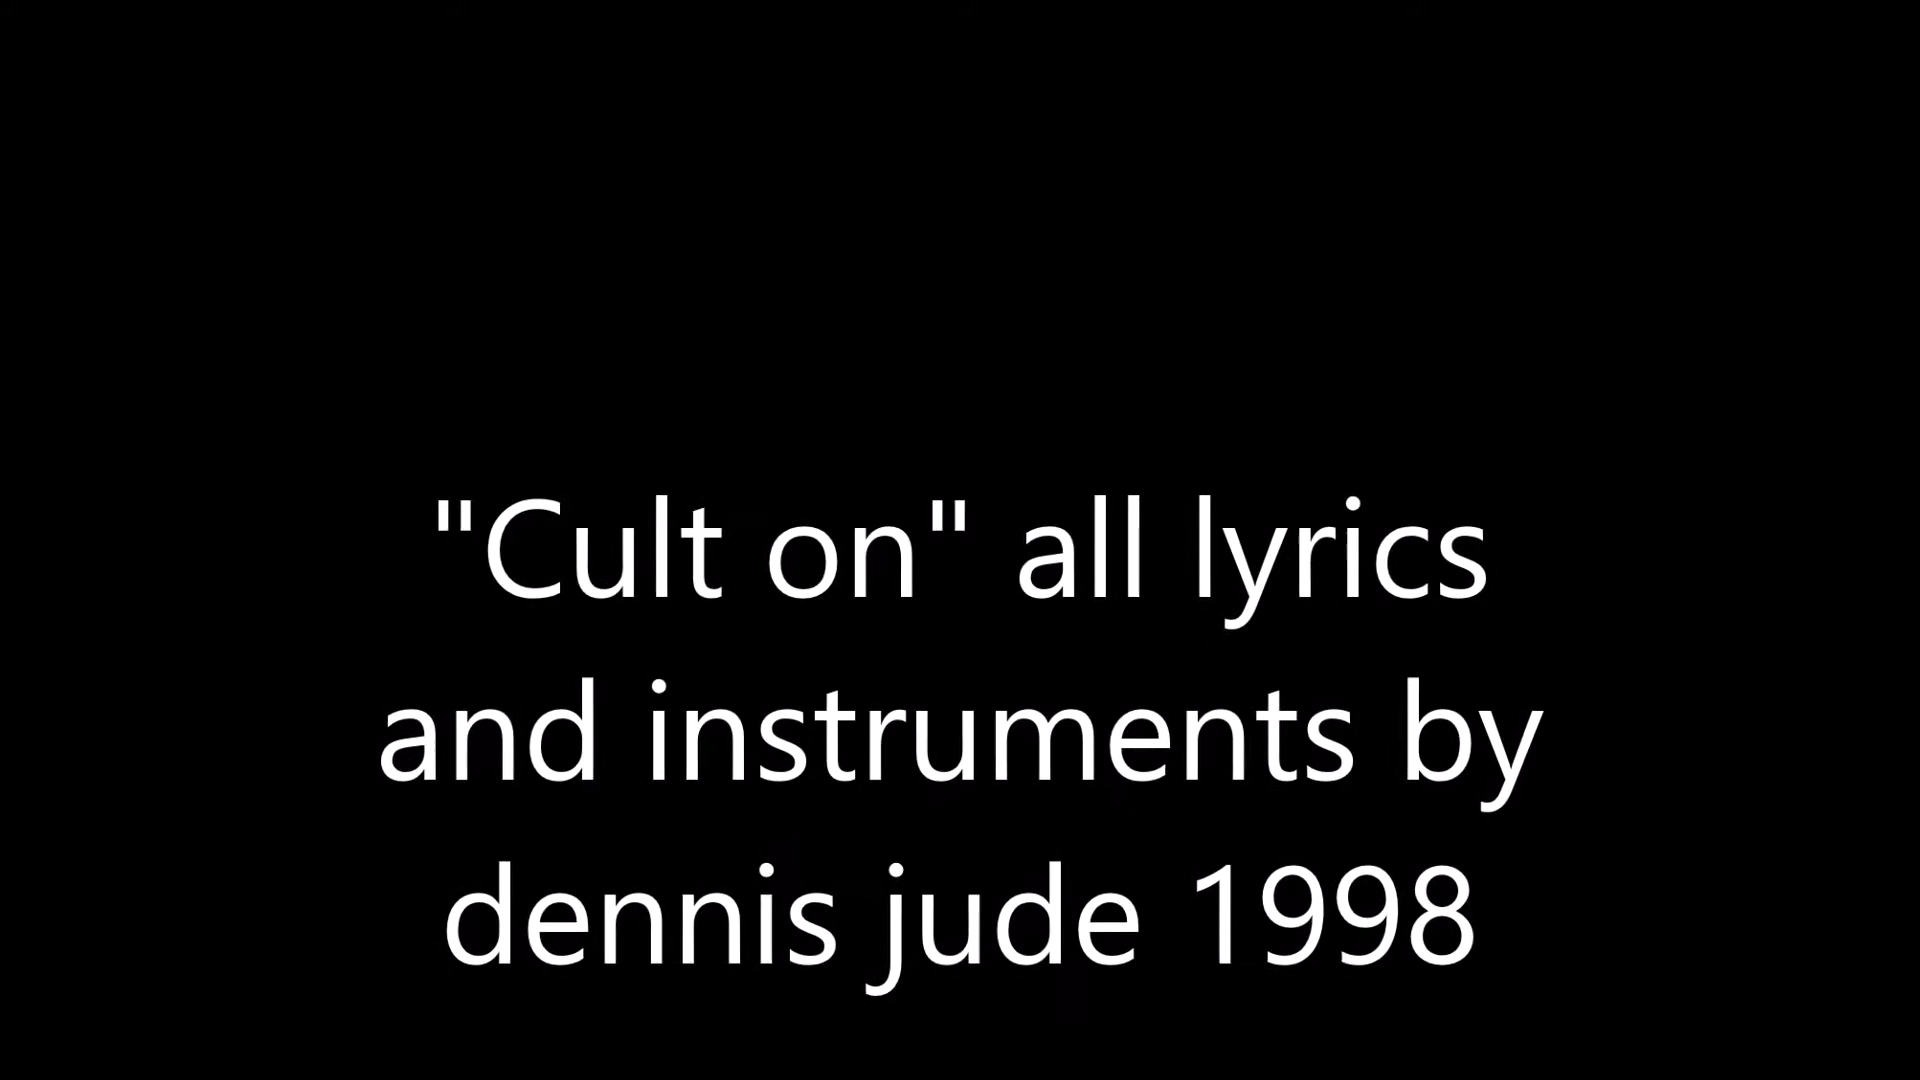 "Cult on" all lyrics
and instruments by
dennis jude 1998